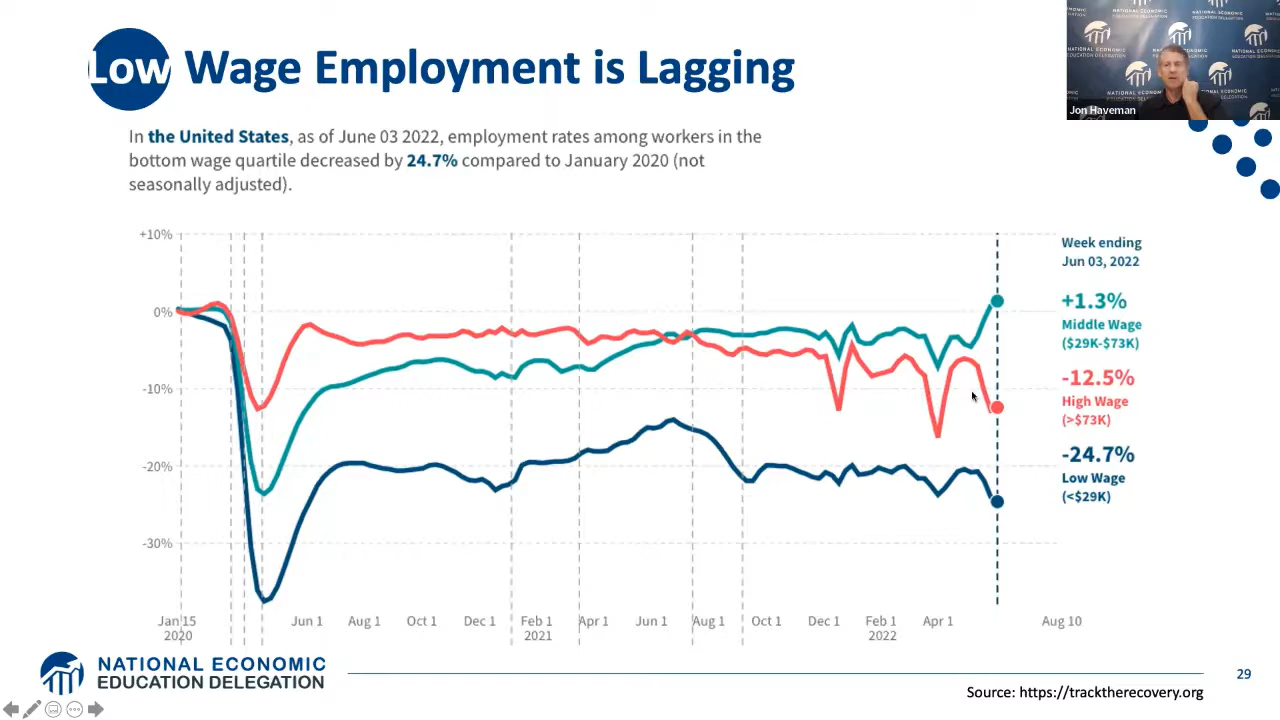 Low Wage Employment is Lagging
In the United States, as of June 03 2022, employment rates among workers in the
bottom wage quartile decreased by 24.7% compared to January 2020 (not
seasonally adjusted).
NATIONAL ECONOMIC
EDUCATION DELEGATION
Jon Haveman
+10%
0%
-10%
-20%
-30%
Week ending
Jun 03, 2022
+1.3%
Middle Wage
($29K-$73K)
-12.5%
High Wage
(>$73K)
-24.7%
Low Wage
(<$29K)
Jan 15 Jun 1 Aug 1 Oct 1 Dec 1 Feb 1 Apr 1 Jun 1 Aug 1 Oct 1 Dec 1 Feb 1 Apr 1 Aug 10
2020 2021 2022
NATIONAL ECONOMIC
EDUCATION DELEGATION
29
Source: https://tracktherecovery.org